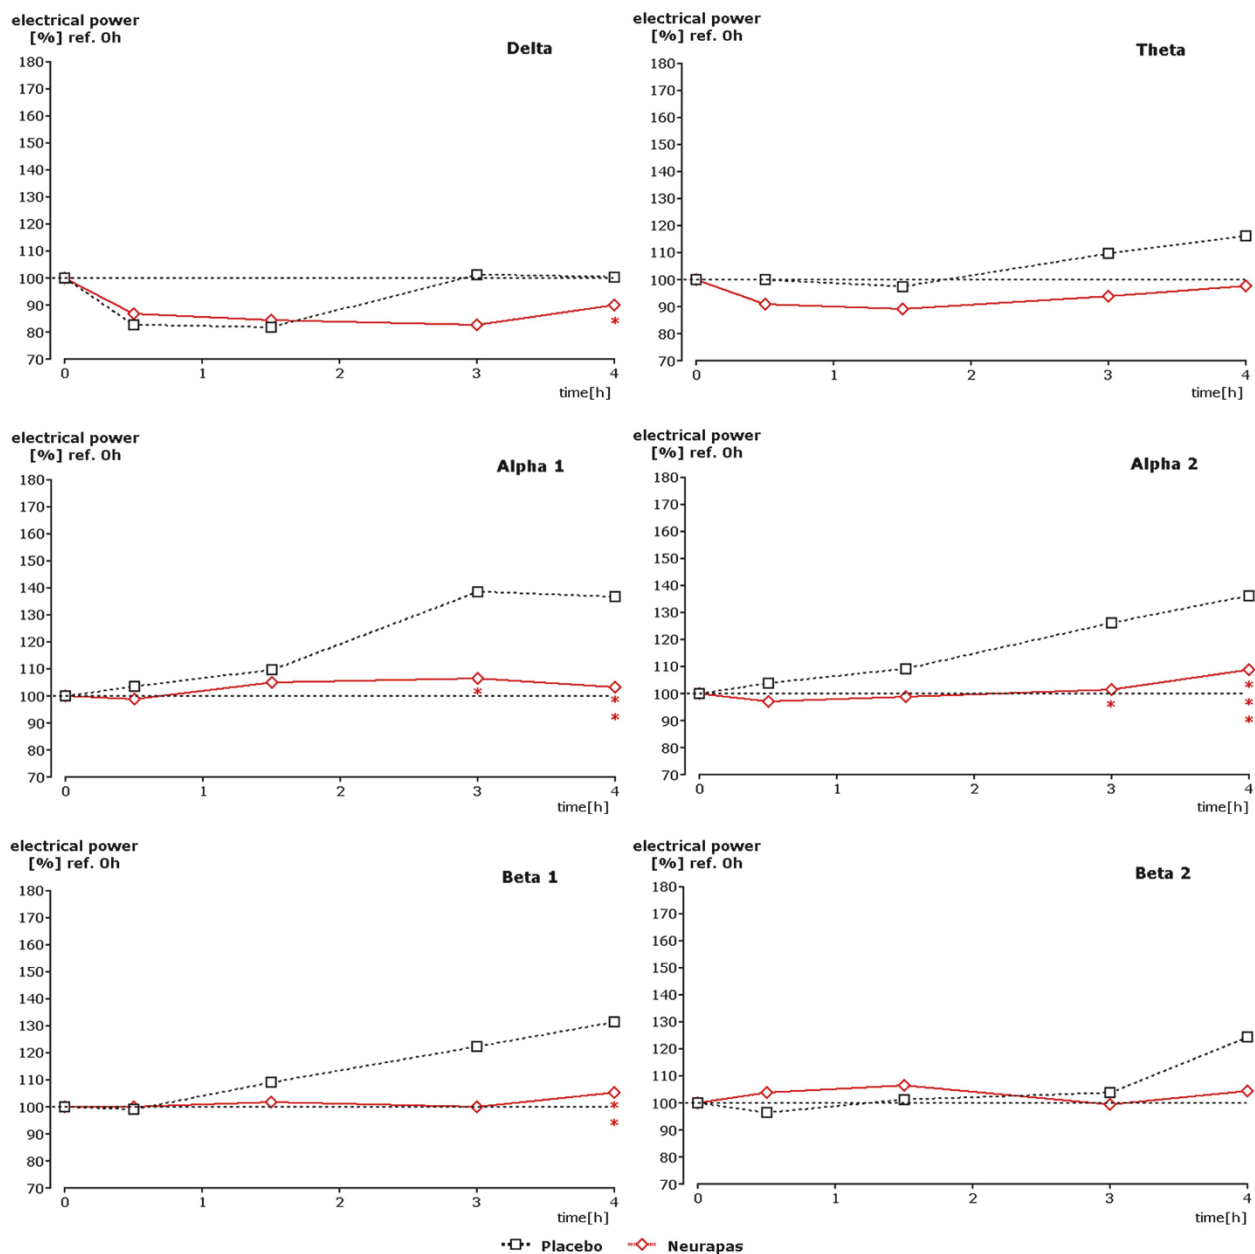 electrical power
[%] ref. 0h
Delta
180
170
160
150
140
130
120
110
100
90
80
70
*
0 1 2 3 4
time[h]
electrical power
[%] ref. 0h
Theta
180
170
160
150
140
130
120
110
100
90
80
70
0 1 2 3 4
time[h]
electrical power
[%] ref. 0h
Alpha 1
180
170
160
150
140
130
120
110
100
90
80
70
*
*
*
0 1 2 3 4
time[h]
electrical power
[%] ref. 0h
Alpha 2
180
170
160
150
140
130
120
110
100
90
80
70
*
*
*
*
0 1 2 3 4
time[h]
electrical power
[%] ref. 0h
Beta 1
180
170
160
150
140
130
120
110
100
90
80
70
*
*
0 1 2 3 4
time[h]
electrical power
[%] ref. 0h
Beta 2
180
170
160
150
140
130
120
110
100
90
80
70
0 1 2 3 4
time[h]
Placebo Neurapas